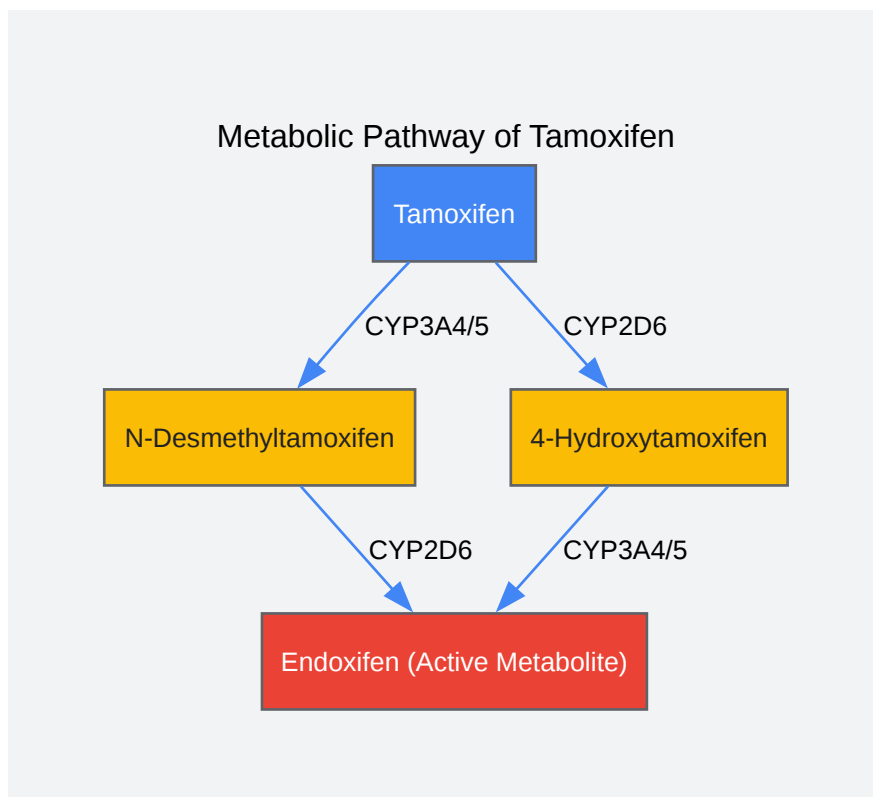 Metabolic Pathway of Tamoxifen
Tamoxifen
CYP3A4/5
CYP2D6
N-Desmethyltamoxifen
4-Hydroxytamoxifen
CYP2D6
CYP3A4/5
Endoxifen (Active Metabolite)